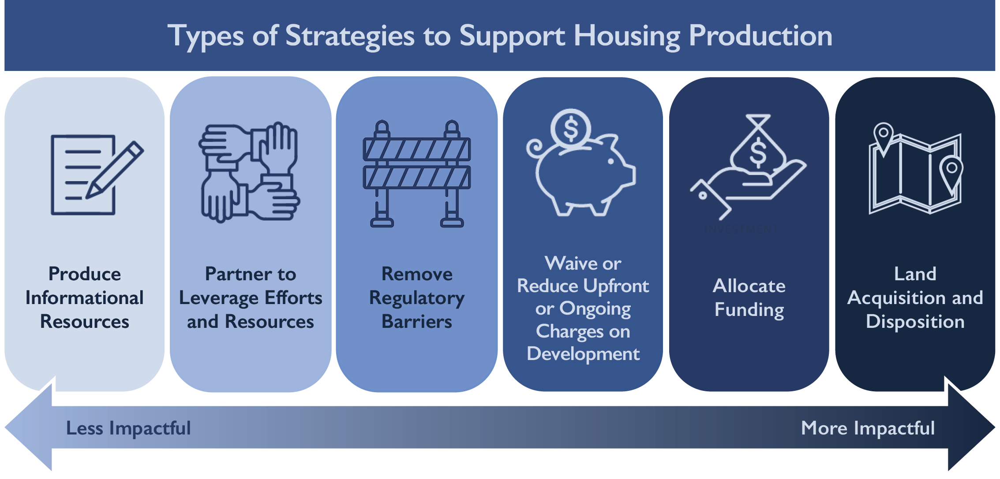 Types of Strategies to Support Housing Production
Produce
Informational
Resources
Partner to
Leverage Efforts
and Resources
Remove
Regulatory
Barriers
$
Waive or
Reduce Upfront
or Ongoing
Charges on
Development
$
INVESTMENT
Allocate
Funding
Land
Acquisition and
Disposition
Less Impactful
More Impactful